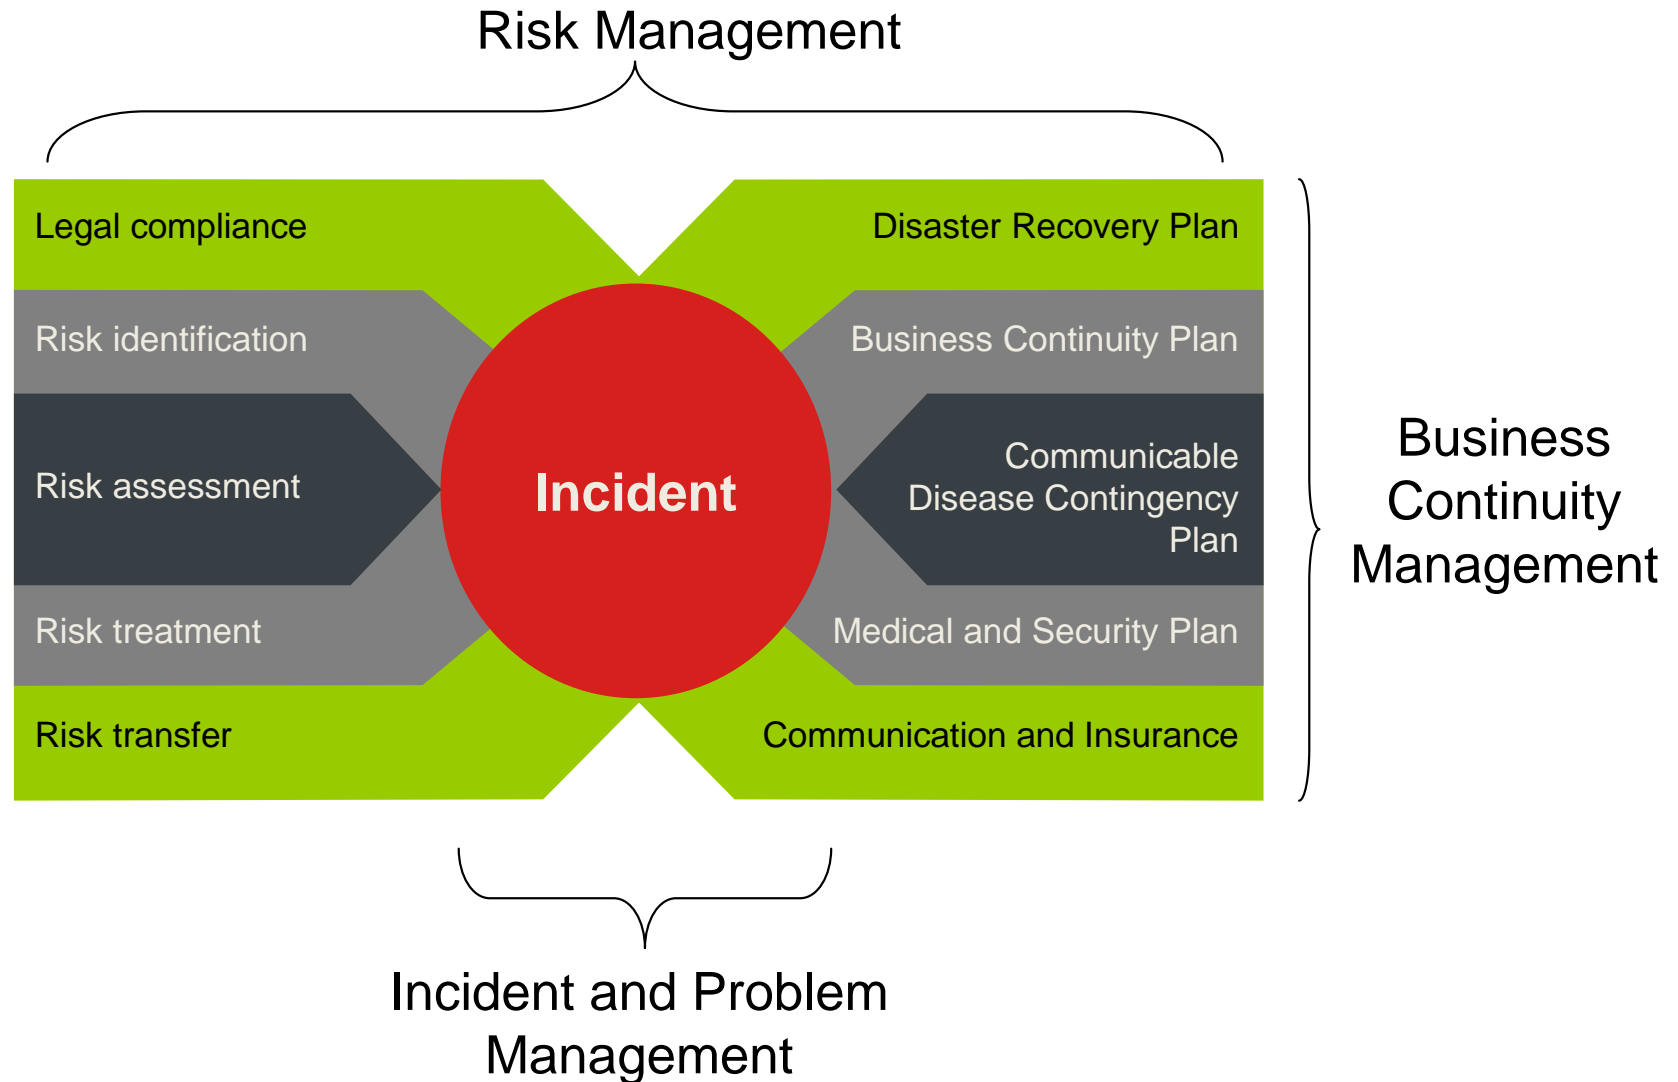 Risk Management
Legal compliance
Disaster Recovery Plan
Risk identification
Business Continuity Plan
Risk assessment
Incident
Communicable
Disease Contingency
Plan
Risk treatment
Medical and Security Plan
Risk transfer
Communication and Insurance
Business
Continuity
Management
Incident and Problem
Management